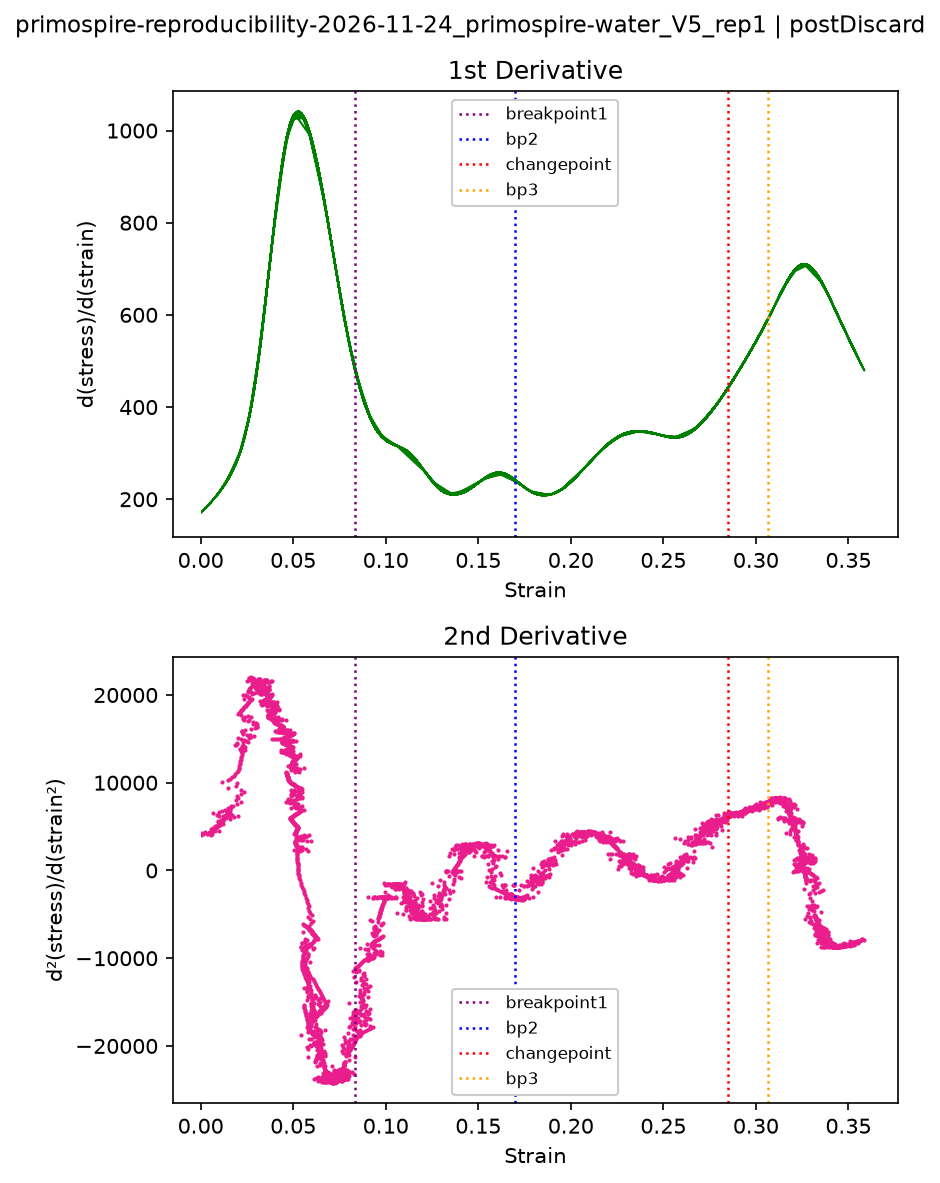 primospire-reproducibility-2026-11-24_primospire-water_V5_rep1 | postDiscard
1st Derivative
breakpoint1
bp2
changepoint
bp3
d(stress)/d(strain)
1000
800
600
400
200
0.00 0.05 0.10 0.15 0.20 0.25 0.30 0.35
Strain
2nd Derivative
d²(stress)/d(strain²)
20000
10000
0
−10000
−20000
breakpoint1
bp2
changepoint
bp3
0.00 0.05 0.10 0.15 0.20 0.25 0.30 0.35
Strain